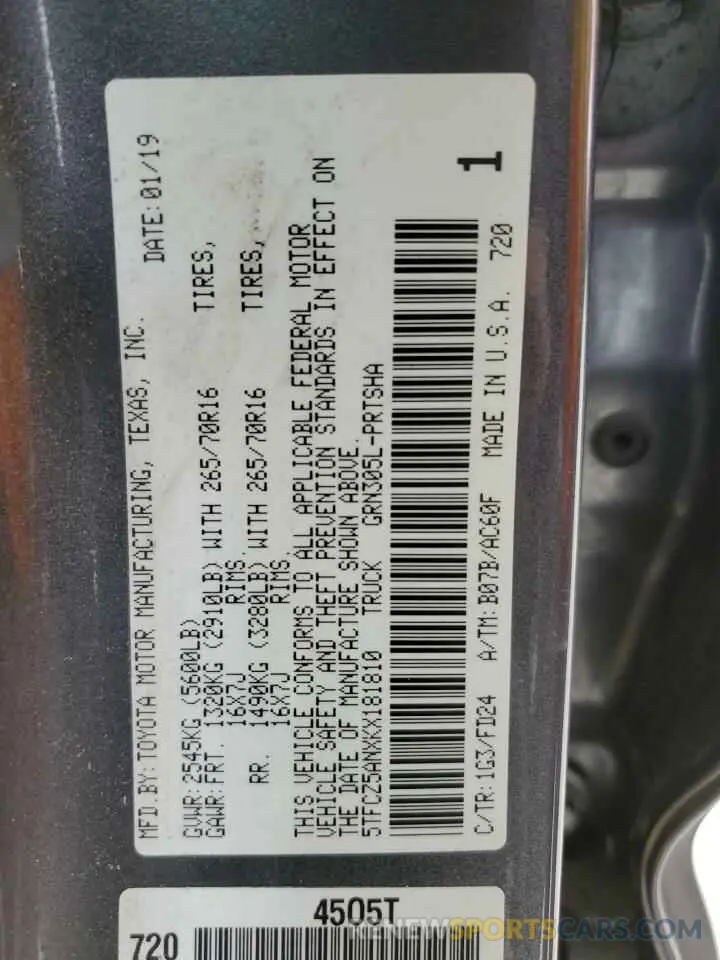 MFD.BY:TOYOTA MOTOR MANUFACTURING, TEXAS, INC. DATE:01/19
GVWR:2545KG (5600LB)
GAWR:FRT. 1320KG (2910LB) WITH 265/70R16 TIRES,
16X7J RIMS,
RR. 1490KG (3280LB) WITH 265/70R16 TIRES,
16X7J RIMS.
THIS VEHICLE CONFORMS TO ALL APPLICABLE FEDERAL MOTOR
VEHICLE SAFETY AND THEFT PREVENTION STANDARDS IN EFFECT ON
THE DATE OF MANUFACTURE SHOWN ABOVE.
5TFCZ5ANXKX181810 TRUCK GRN305L-PRTSHA
1
C/TR:1G3/FD24 A/TM:B07B/AC60F MADE IN U.S.A. 720
4505T
720
RENEWSPORTSCARS.COM